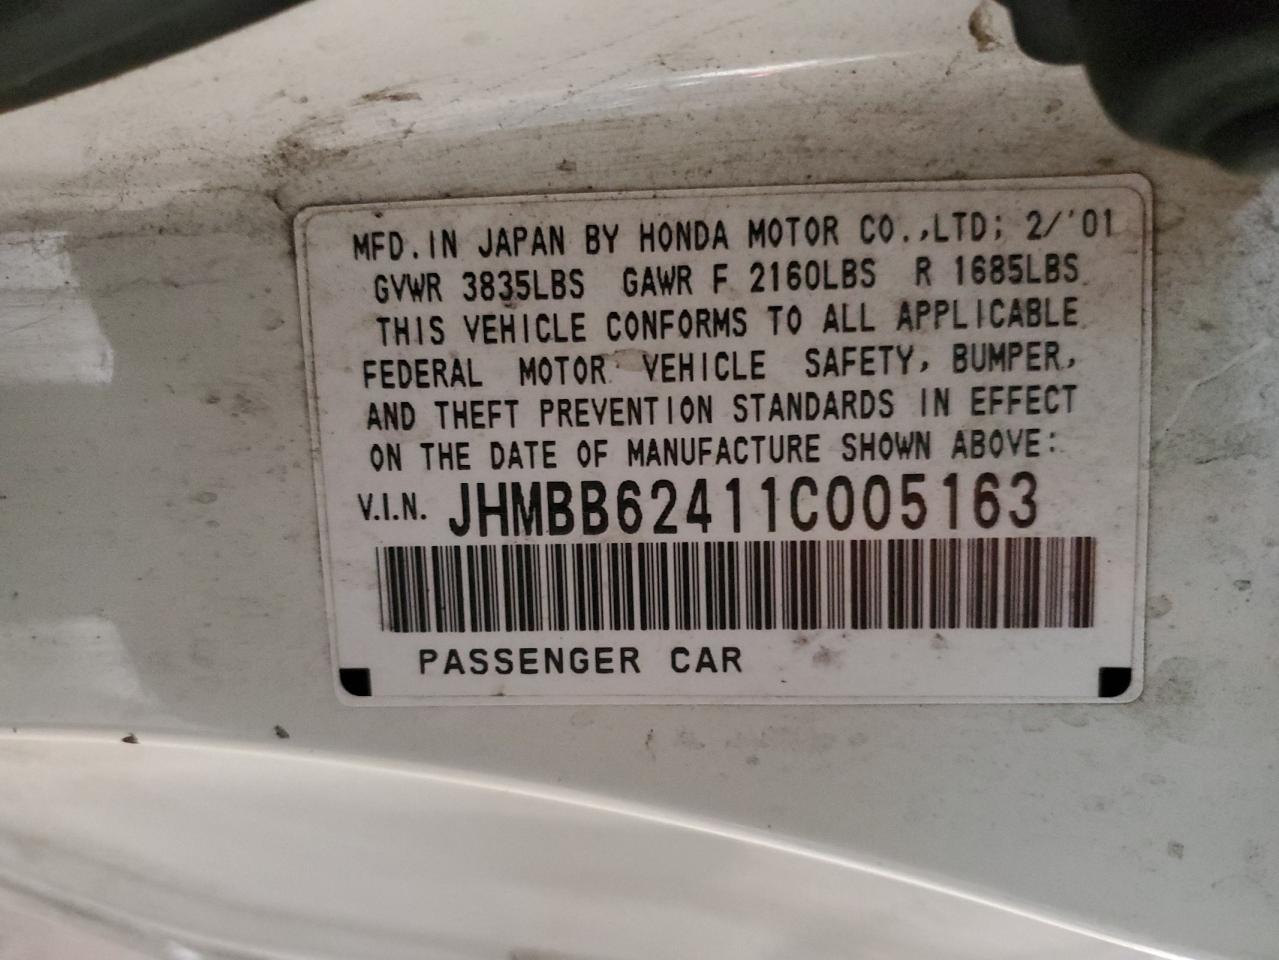 MFD. IN JAPAN BY HONDA MOTOR CO.,LTD; 2/'01
GVWR 3835LBS GAWR F 2160LBS R 1685LBS
THIS VEHICLE CONFORMS TO ALL APPLICABLE
FEDERAL MOTOR VEHICLE SAFETY, BUMPER,
AND THEFT PREVENTION STANDARDS IN EFFECT
ON THE DATE OF MANUFACTURE SHOWN ABOVE:
V.I.N. JHMBB62411C005163
PASSENGER CAR